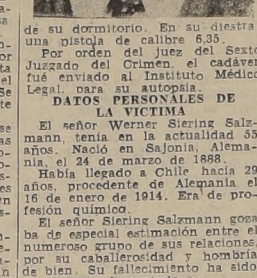 de su dormitorio. En su diestra
una pistola de calibre 6,35.
Por orden del juez del Sexto
Juzgado del Crimen, el cadáver
fué enviado al Instituto Médico
Legal, para su autopsia.
DATOS PERSONALES DE
LA VICTIMA
El señor Werner Siering Salz-
mann, tenía en la actualidad 55
años. Nació en Sajonia, Alema-
nia, el 24 de marzo de 1888.
Había llegado a Chile hacía 29
años, procedente de Alemania, el
16 de enero de 1914. Era de pro-
fesión químico.
El señor Siering Salzmann goza
ba de especial estimación entre el
numeroso grupo de sus relaciones,
por su caballerosidad y hombría
de bien. Su fallecimiento ha sido